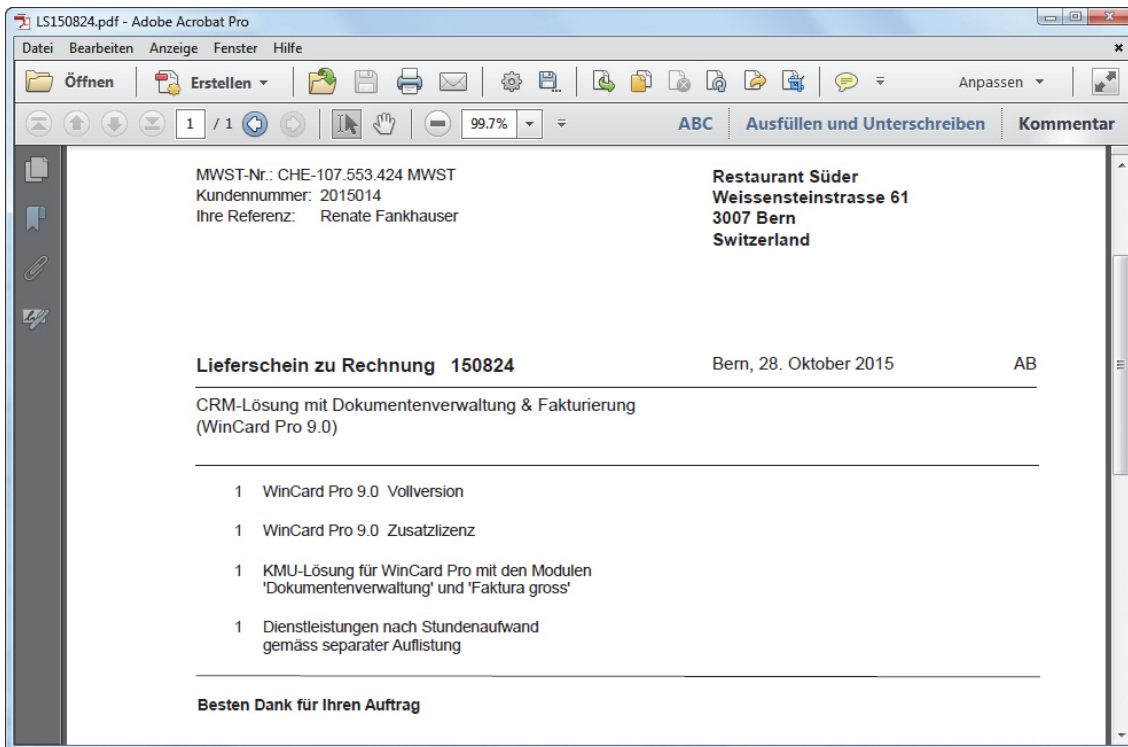 LS150824.pdf - Adobe Acrobat Pro
Datei Bearbeiten Anzeige Fenster Hilfe
Öffnen Erstellen Anpassen
1 / 1 99.7% ABC Ausfüllen und Unterschreiben Kommentar
MWST-Nr.: CHE-107.553.424 MWST
Kundennummer: 2015014
Ihre Referenz: Renate Fankhauser
Restaurant Süder
Weissensteinstrasse 61
3007 Bern
Switzerland
Lieferschein zu Rechnung 150824 Bern, 28. Oktober 2015 AB
CRM-Lösung mit Dokumentenverwaltung & Fakturierung
(WinCard Pro 9.0)
1 WinCard Pro 9.0 Vollversion
1 WinCard Pro 9.0 Zusatzlizenz
1 KMU-Lösung für WinCard Pro mit den Modulen
'Dokumentenverwaltung' und 'Faktura gross'
1 Dienstleistungen nach Stundenaufwand
gemäss separater Auflistung
Besten Dank für Ihren Auftrag